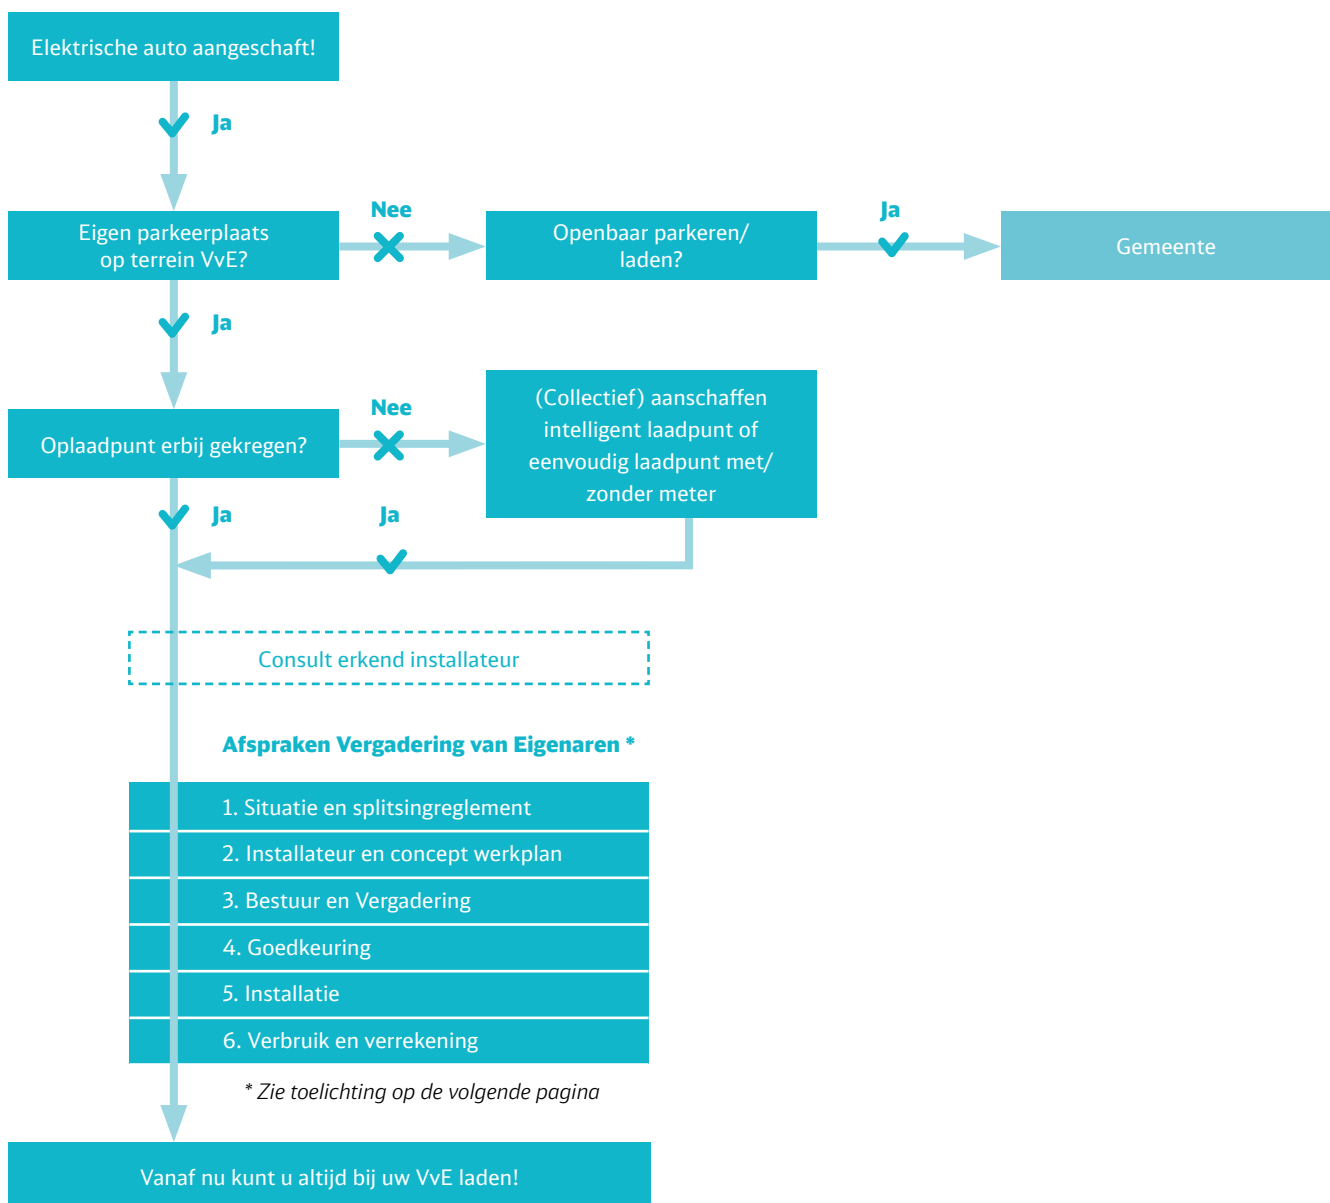 Elektrische auto aangeschaft!
Ja
Eigen parkeerplaats
op terrein VvE?
Nee
Openbaar parkeren/
laden?
Ja
Gemeente
Ja
Oplaadpunt erbij gekregen?
Nee
(Collectief) aanschaffen
intelligent laadpunt of
eenvoudig laadpunt met/
zonder meter
Ja
Ja
Consult erkend installateur
Afspraken Vergadering van Eigenaren *
1. Situatie en splitsingreglement
2. Installateur en concept werkplan
3. Bestuur en Vergadering
4. Goedkeuring
5. Installatie
6. Verbruik en verrekening
* Zie toelichting op de volgende pagina
Vanaf nu kunt u altijd bij uw VvE laden!